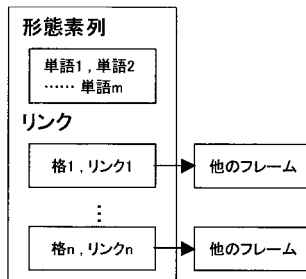 形態素列
単語1 , 単語2
…… 単語m
リンク
格1 , リンク1
他のフレーム
⋮
格n , リンクn
他のフレーム